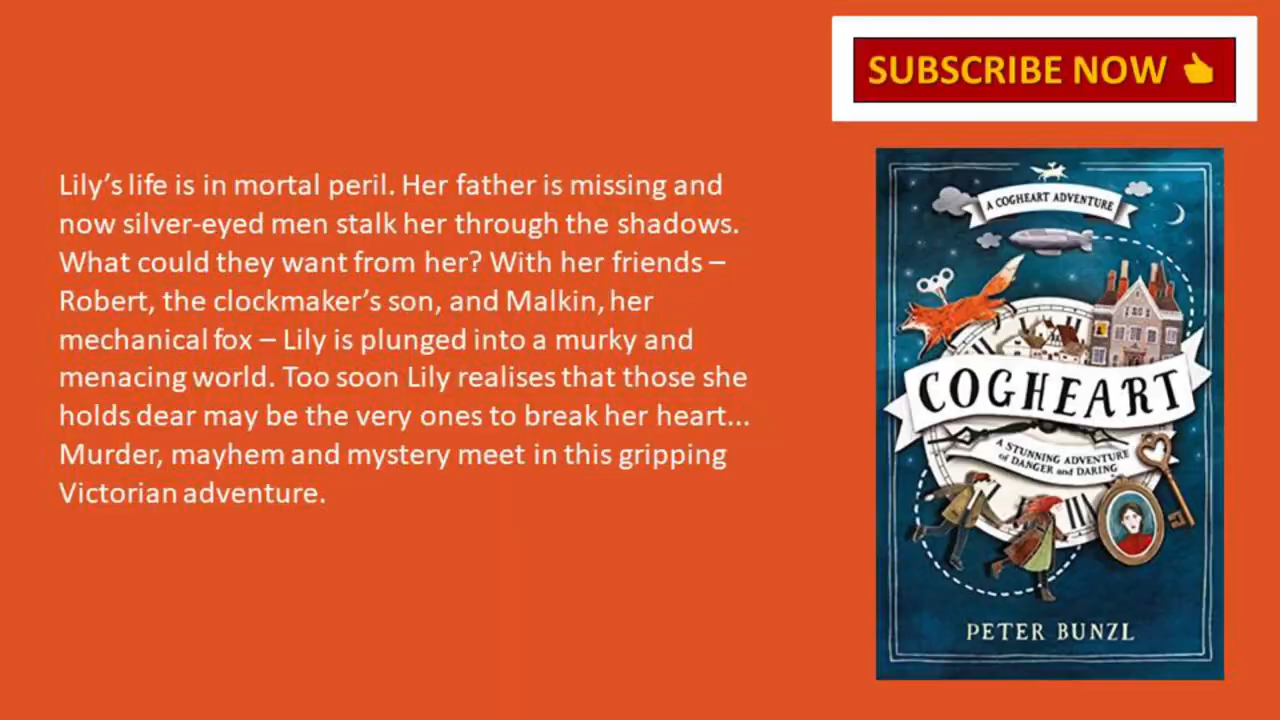 SUBSCRIBE NOW
Lily’s life is in mortal peril. Her father is missing and
now silver-eyed men stalk her through the shadows.
What could they want from her? With her friends –
Robert, the clockmaker’s son, and Malkin, her
mechanical fox – Lily is plunged into a murky and
menacing world. Too soon Lily realises that those she
holds dear may be the very ones to break her heart...
Murder, mayhem and mystery meet in this gripping
Victorian adventure.
A COGHEART ADVENTURE
COGHEART
A STUNNING ADVENTURE
of DANGER and DARING
PETER BUNZL